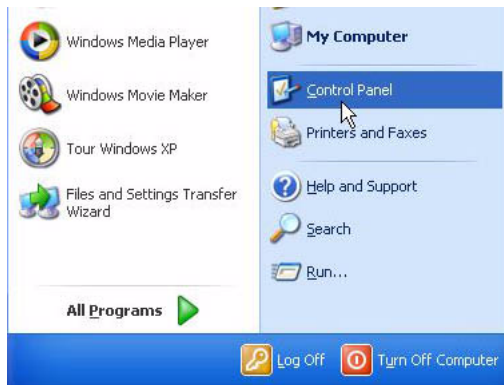 Windows Media Player
Windows Movie Maker
Tour Windows XP
Files and Settings Transfer
Wizard
All Programs
My Computer
Control Panel
Printers and Faxes
Help and Support
Search
Run...
Log Off
Turn Off Computer